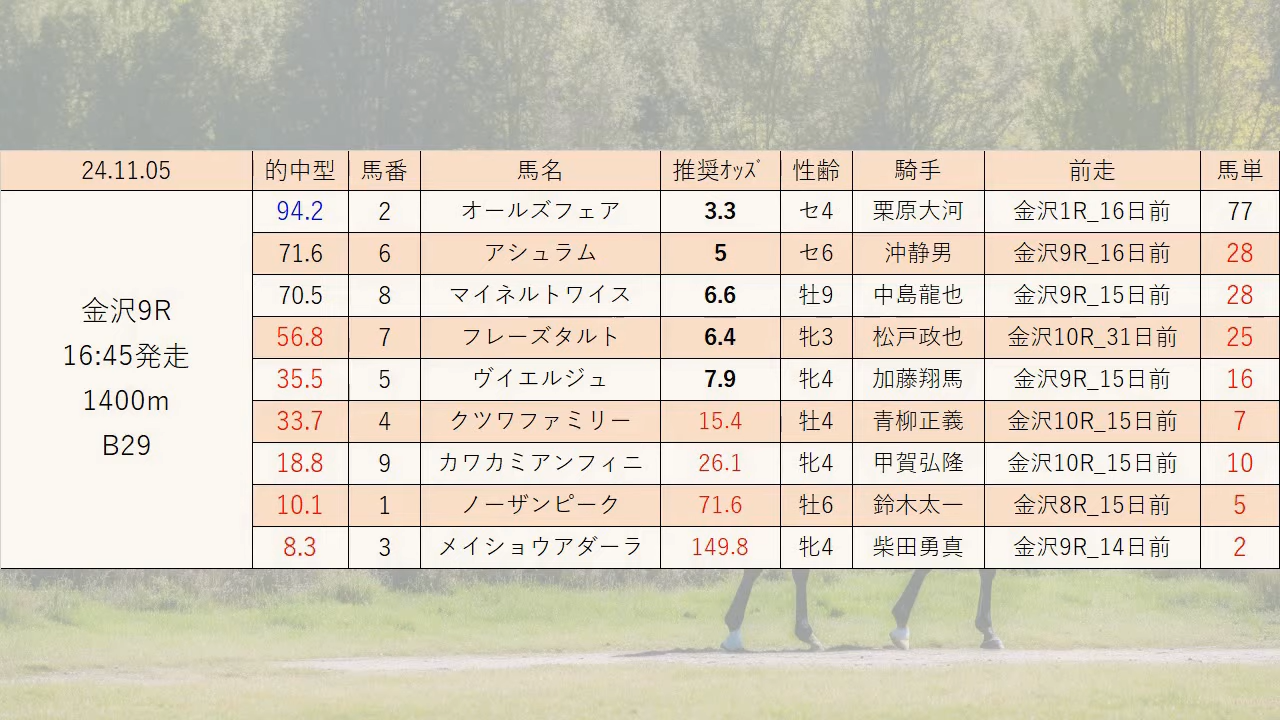 24.11.05 的中型 馬番 馬名 推奨ｵｯｽﾞ 性齢 騎手 前走 馬単
金沢9R
16:45発走
1400m
B29
94.2 2 オールズフェア 3.3 セ4 栗原大河 金沢1R_16日前 77
71.6 6 アシュラム 5 セ6 沖静男 金沢9R_16日前 28
70.5 8 マイネルトワイス 6.6 牡9 中島龍也 金沢9R_15日前 28
56.8 7 フレーズタルト 6.4 牝3 松戸政也 金沢10R_31日前 25
35.5 5 ヴイエルジュ 7.9 牝4 加藤翔馬 金沢9R_15日前 16
33.7 4 クツワファミリー 15.4 牡4 青柳正義 金沢10R_15日前 7
18.8 9 カワカミアンフィニ 26.1 牝4 甲賀弘隆 金沢10R_15日前 10
10.1 1 ノーザンピーク 71.6 牡6 鈴木太一 金沢8R_15日前 5
8.3 3 メイショウアダーラ 149.8 牝4 柴田勇真 金沢9R_14日前 2